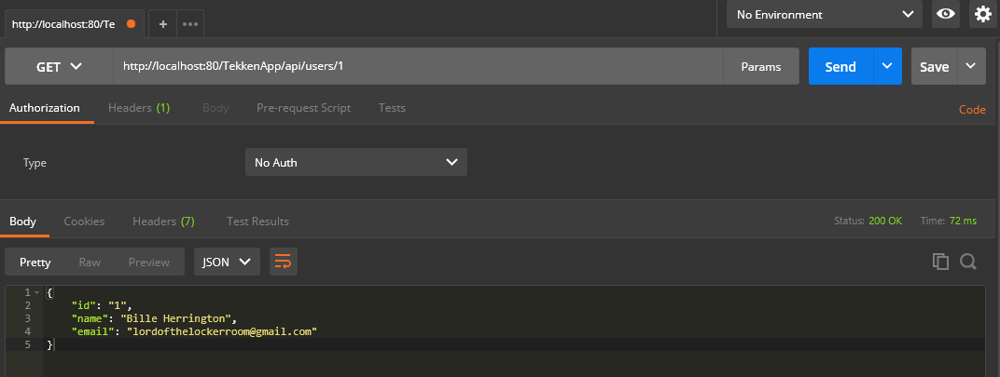 http://localhost:80/Te + ••• No Environment
GET http://localhost:80/TekkenApp/api/users/1 Params Send Save
Authorization Headers (1) Body Pre-request Script Tests Code
Type No Auth
Body Cookies Headers (7) Test Results Status: 200 OK Time: 72 ms
Pretty Raw Preview JSON
1 {
2 "id": "1",
3 "name": "Bille Herrington",
4 "email": "lordofthelockerroom@gmail.com"
5 }